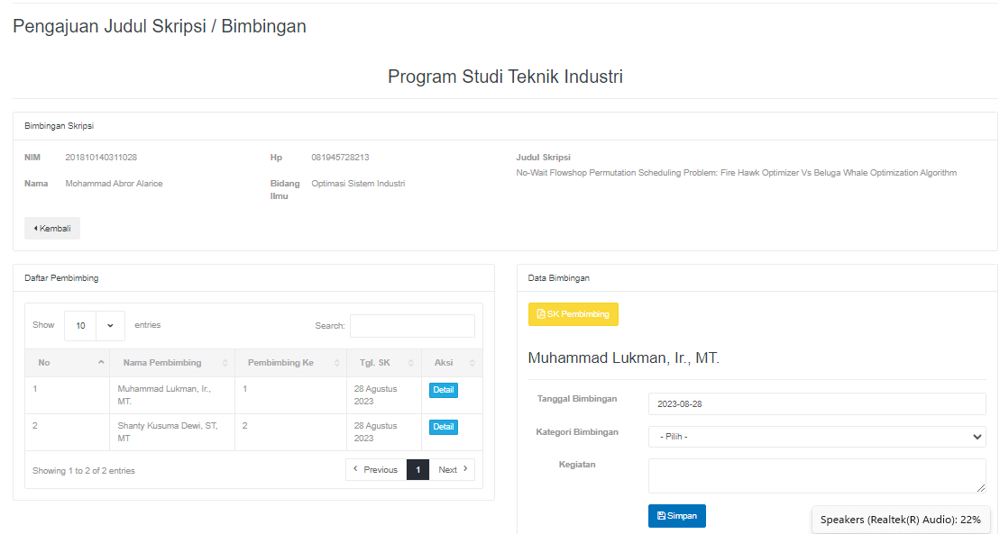 Pengajuan Judul Skripsi / Bimbingan
Program Studi Teknik Industri
Bimbingan Skripsi
NIM 201810140311028
Hp 081945728213
Judul Skripsi
No-Wait Flowshop Permutation Scheduling Problem: Fire Hawk Optimizer Vs Beluga Whale Optimization Algorithm
Nama Mohammad Abror Alarice
Bidang Optimasi Sistem Industri
Ilmu
Kembali
Daftar Pembimbing
Show 10 entries Search:
No Nama Pembimbing Pembimbing Ke Tgl. SK Aksi
1 Muhammad Lukman, Ir., 1 28 Agustus Detail
MT. 2023
2 Shanty Kusuma Dewi, ST, 2 28 Agustus Detail
MT 2023
Showing 1 to 2 of 2 entries Previous 1 Next
Data Bimbingan
SK Pembimbing
Muhammad Lukman, Ir., MT.
Tanggal Bimbingan 2023-08-28
Kategori Bimbingan - Pilih -
Kegiatan
Simpan
Speakers (Realtek(R) Audio): 22%